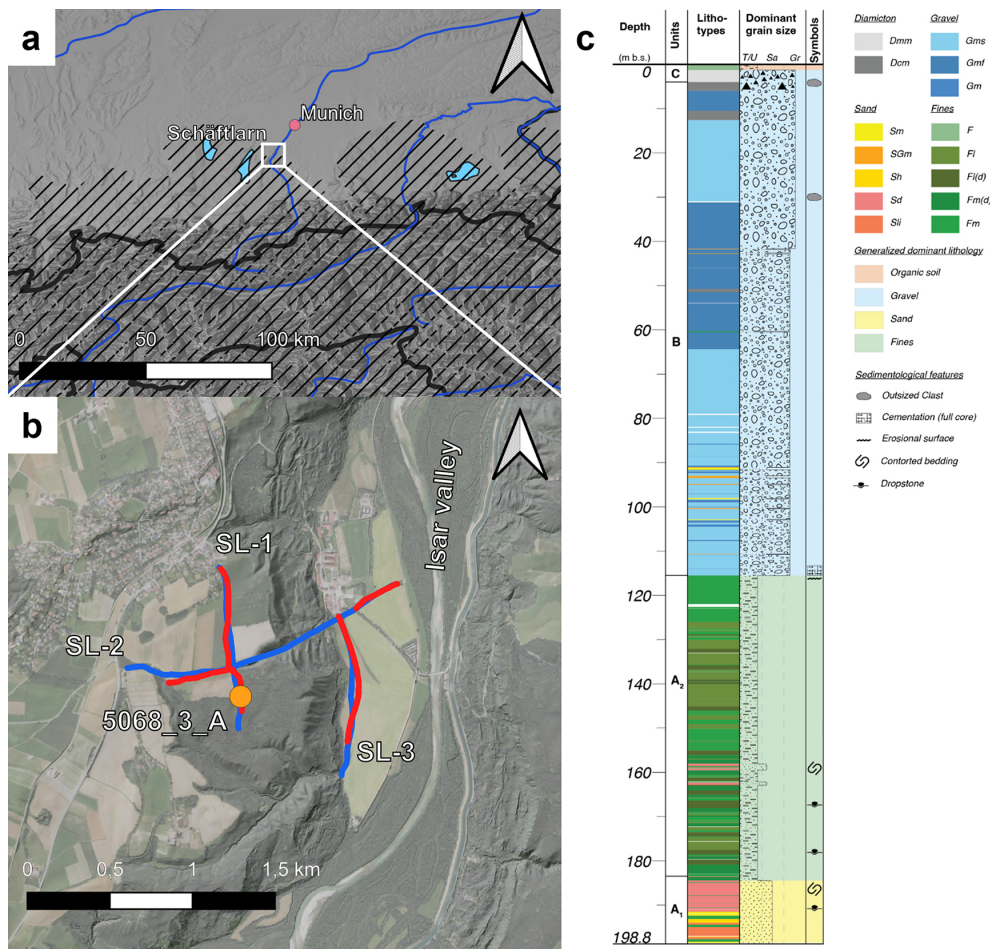 a
Munich
Schäftlarn
0
50
100 km
b
Isar valley
SL-1
SL-2
5068_3_A
SL-3
0
0,5
1
1,5 km
c
Depth
(m b.s.)
Units
Litho-
types
Dominant
grain size
T/U Sa Gr
Symbols
0
20
40
60
80
100
120
140
160
180
198.8
C
B
A2
A1
Diamicton
Dmm
Dcm
Gravel
Gms
Gmf
Gm
Sand
Sm
SGm
Sh
Sd
Sli
Fines
F
Fl
Fl(d)
Fm(d,
Fm
Generalized dominant lithology
Organic soil
Gravel
Sand
Fines
Sedimentological features
Outsized Clast
Cementation (full core)
Erosional surface
Contorted bedding
Dropstone